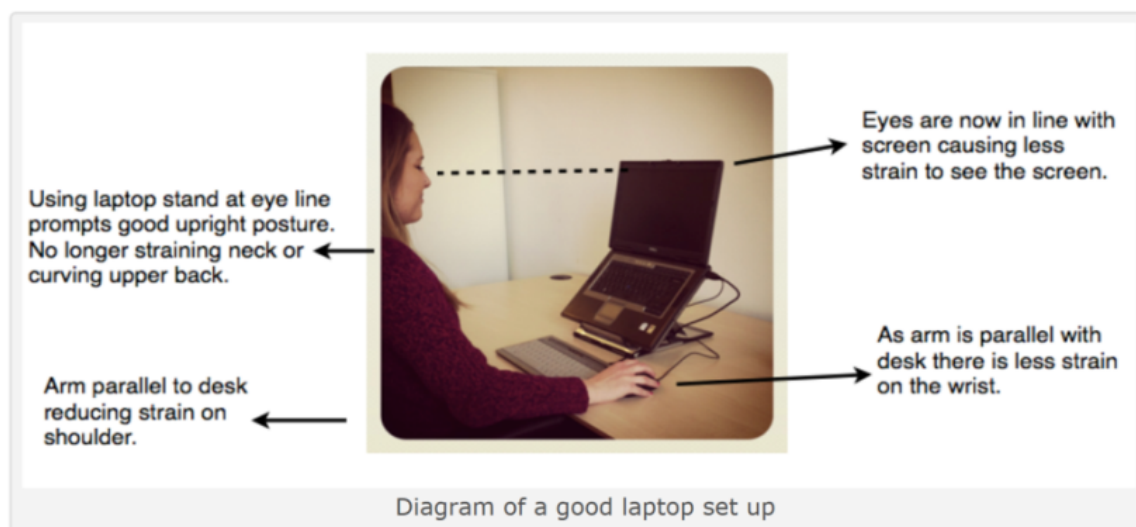 Using laptop stand at eye line
prompts good upright posture.
No longer straining neck or
curving upper back.
Arm parallel to desk
reducing strain on
shoulder.
Eyes are now in line with
screen causing less
strain to see the screen.
As arm is parallel with
desk there is less strain
on the wrist.
Diagram of a good laptop set up